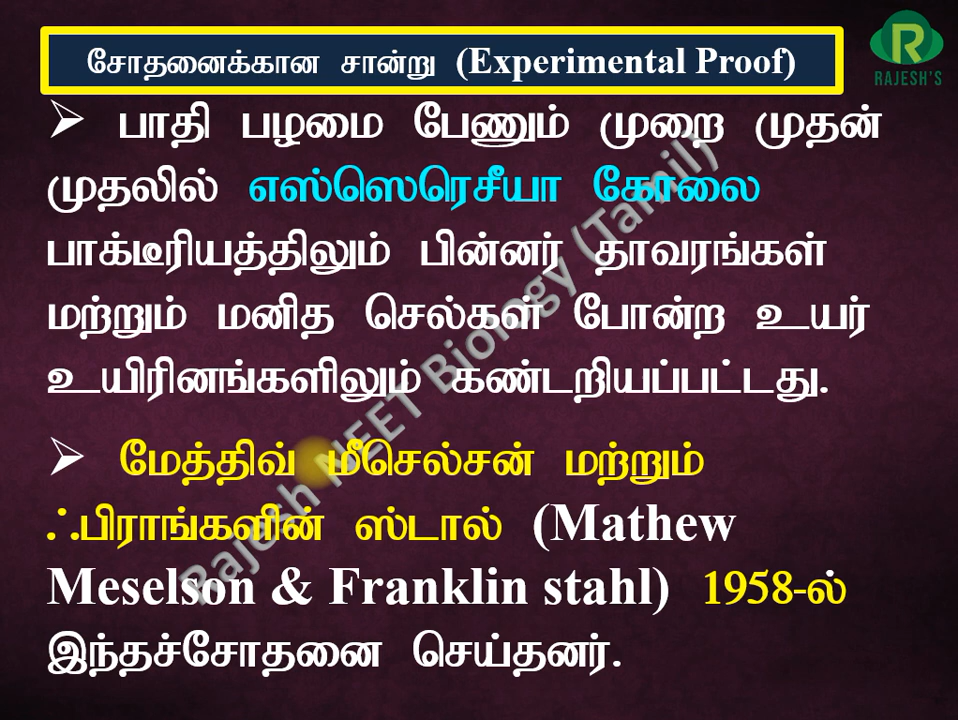 சோதனைக்கான சான்று (Experimental Proof)
R
RAJESH'S
➢ பாதி பழமை பேணும் முறை முதன்
முதலில் எஸ்ஸெரெசீயா கோலை
பாக்டீரியத்திலும் பின்னர் தாவரங்கள்
மற்றும் மனித செல்கள் போன்ற உயர்
உயிரினங்களிலும் கண்டறியப்பட்டது.
➢ மேத்திவ் மீசெல்சன் மற்றும்
ஃபிராங்களின் ஸ்டால் (Mathew
Meselson & Franklin stahl) 1958-ல்
இந்தச்சோதனை செய்தனர்.
Rajesh NEET Biology (Tamil)